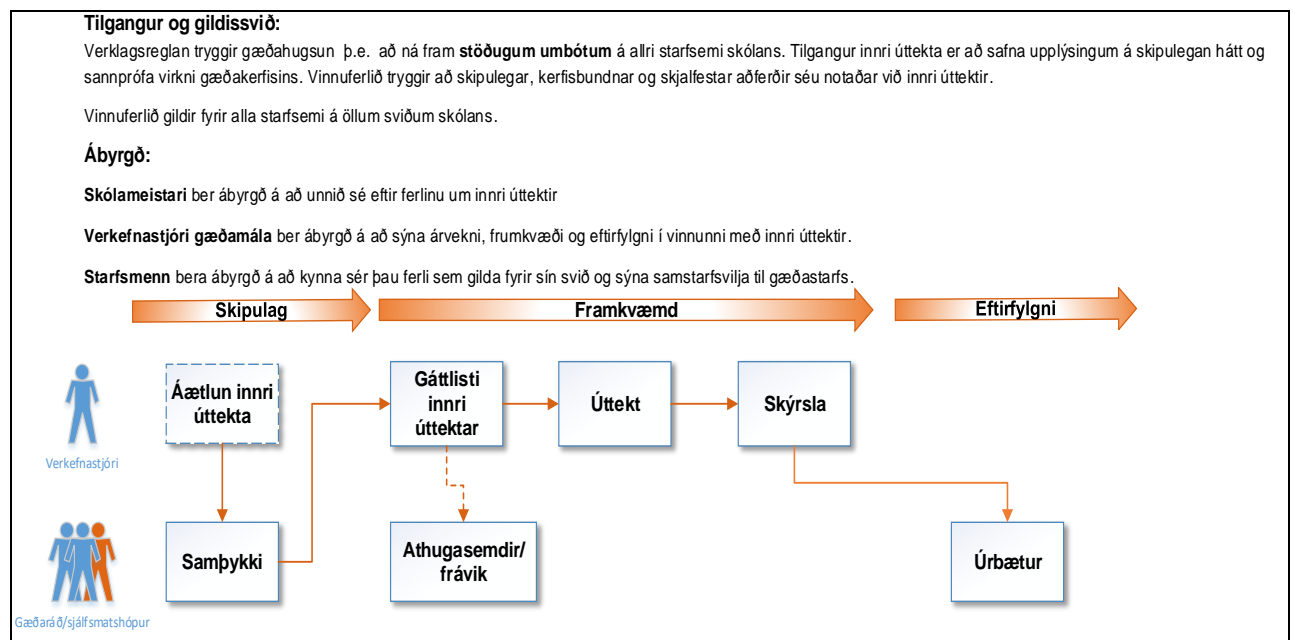 Tilgangur og gildissvið:
Verklagsreglan tryggir gæðahugsun  þ.e.  að ná fram stöðugum umbótum á allri starfsemi skólans. Tilgangur innri úttekta er að safna upplýsingum á skipulegan hátt og
sannprófa virkni gæðakerfisins. Vinnuferlið tryggir að skipulegar, kerfisbundnar og skjalfestar aðferðir séu notaðar við innri úttektir.
Vinnuferlið gildir fyrir alla starfsemi á öllum sviðum skólans.
Ábyrgð:
Skólameistari ber ábyrgð á að unnið sé eftir ferlinu um innri úttektir
Verkefnastjóri gæðamála ber ábyrgð á að sýna árvekni, frumkvæði og eftirfylgni í vinnunni með innri úttektir.
Starfsmenn bera ábyrgð á að kynna sér þau ferli sem gilda fyrir sín svið og sýna samstarfsvilja til gæðastarfs.
Skipulag
Framkvæmd
Eftirfylgni
Áætlun innri
úttekta
Gáttlisti
innri
úttektar
Úttekt
Skýrsla
Verkefnastjóri
Samþykki
Athugasemdir/
frávik
Úrbætur
Gæðaráð/sjálfsmatshópur